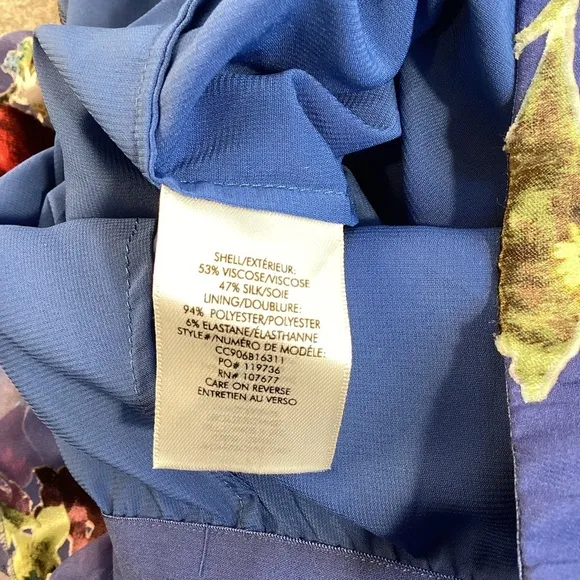 SHELL/EXTÉRIEUR:
53% VISCOSE/VISCOSE
47% SILK/SOIE
LINING/DOUBLURE:
94% POLYESTER/POLYESTER
6% ELASTANE/ÉLASTHANNE
STYLE#/NUMÉRO DE MODÈLE:
CC906B16311
PO# 119736
RN# 107677
CARE ON REVERSE
ENTRETIEN AU VERSO